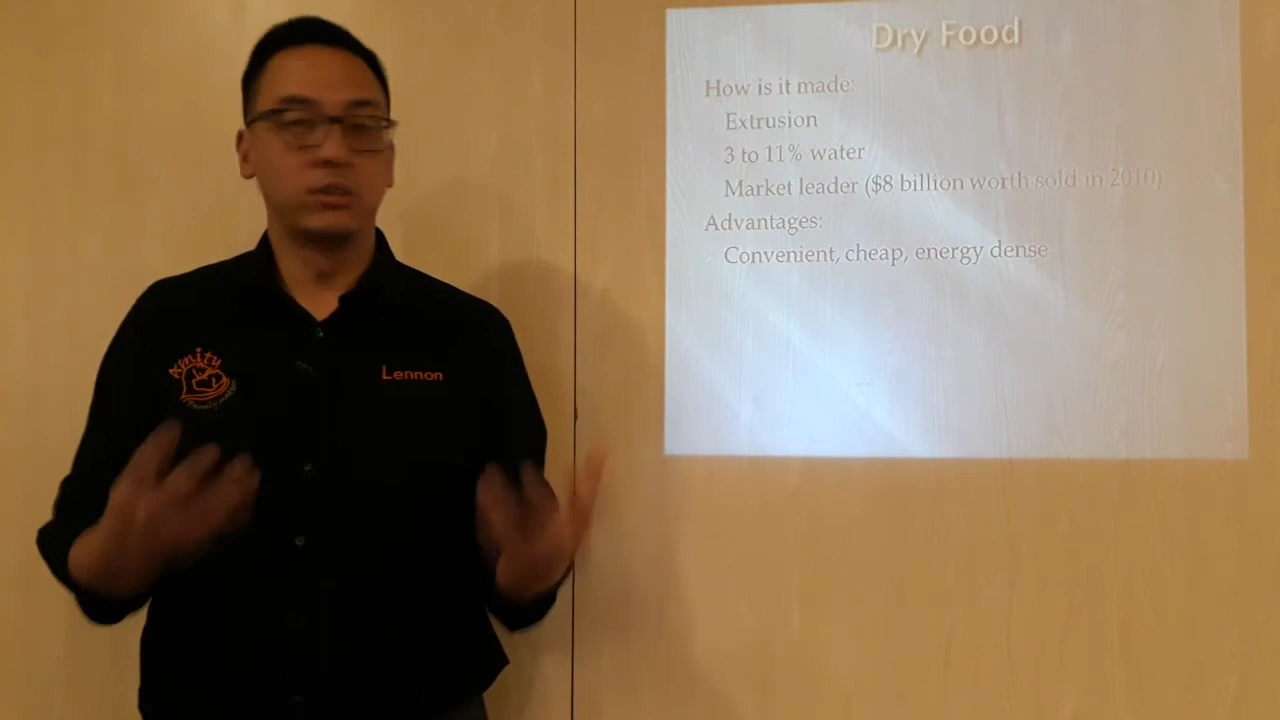 Dry Food
How is it made:
Extrusion
3 to 11% water
Market leader ($8 billion worth sold in 2010)
Advantages:
Convenient, cheap, energy dense
Amity
Lennon